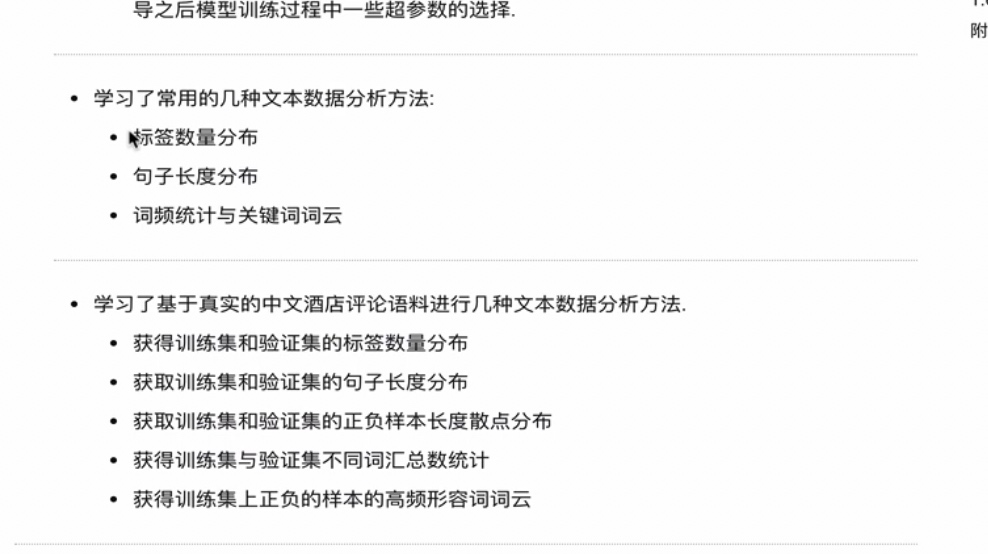 导之后模型训练过程中一些超参数的选择.
附
学习了常用的几种文本数据分析方法:
标签数量分布
句子长度分布
词频统计与关键词词云
学习了基于真实的中文酒店评论语料进行几种文本数据分析方法.
获得训练集和验证集的标签数量分布
获取训练集和验证集的句子长度分布
获取训练集和验证集的正负样本长度散点分布
获得训练集与验证集不同词汇总数统计
获得训练集上正负的样本的高频形容词词云